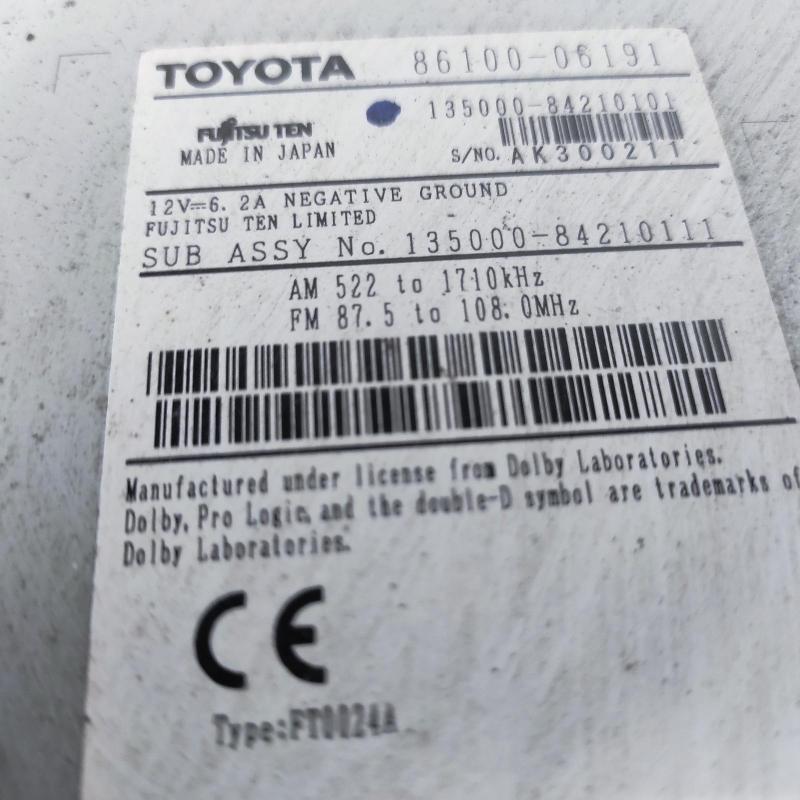 TOYOTA 86100-06191
135000-84210101
FUJITSU TEN
MADE IN JAPAN
S/NO. AK300211
12V⎓6.2A NEGATIVE GROUND
FUJITSU TEN LIMITED
SUB ASSY No. 135000-84210111
AM 522 to 1710kHz
FM 87.5 to 108.0MHz
Manufactured under license from Dolby Laboratories.
Dolby, Pro Logic, and the double-D symbol are trademarks of
Dolby Laboratories.
CE
Type:FT0024A